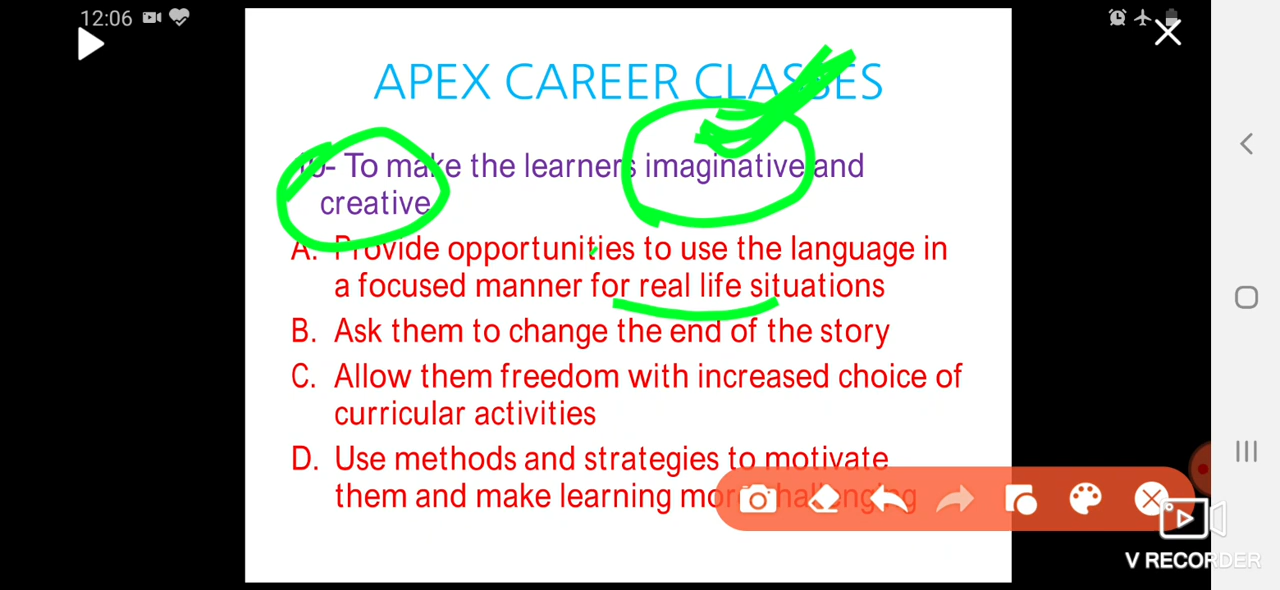 12:06
APEX CAREER CLASSES
10- To make the learners imaginative and
creative
A. Provide opportunities to use the language in
a focused manner for real life situations
B. Ask them to change the end of the story
C. Allow them freedom with increased choice of
curricular activities
D. Use methods and strategies to motivate
them and make learning more challenging
V RECORDER